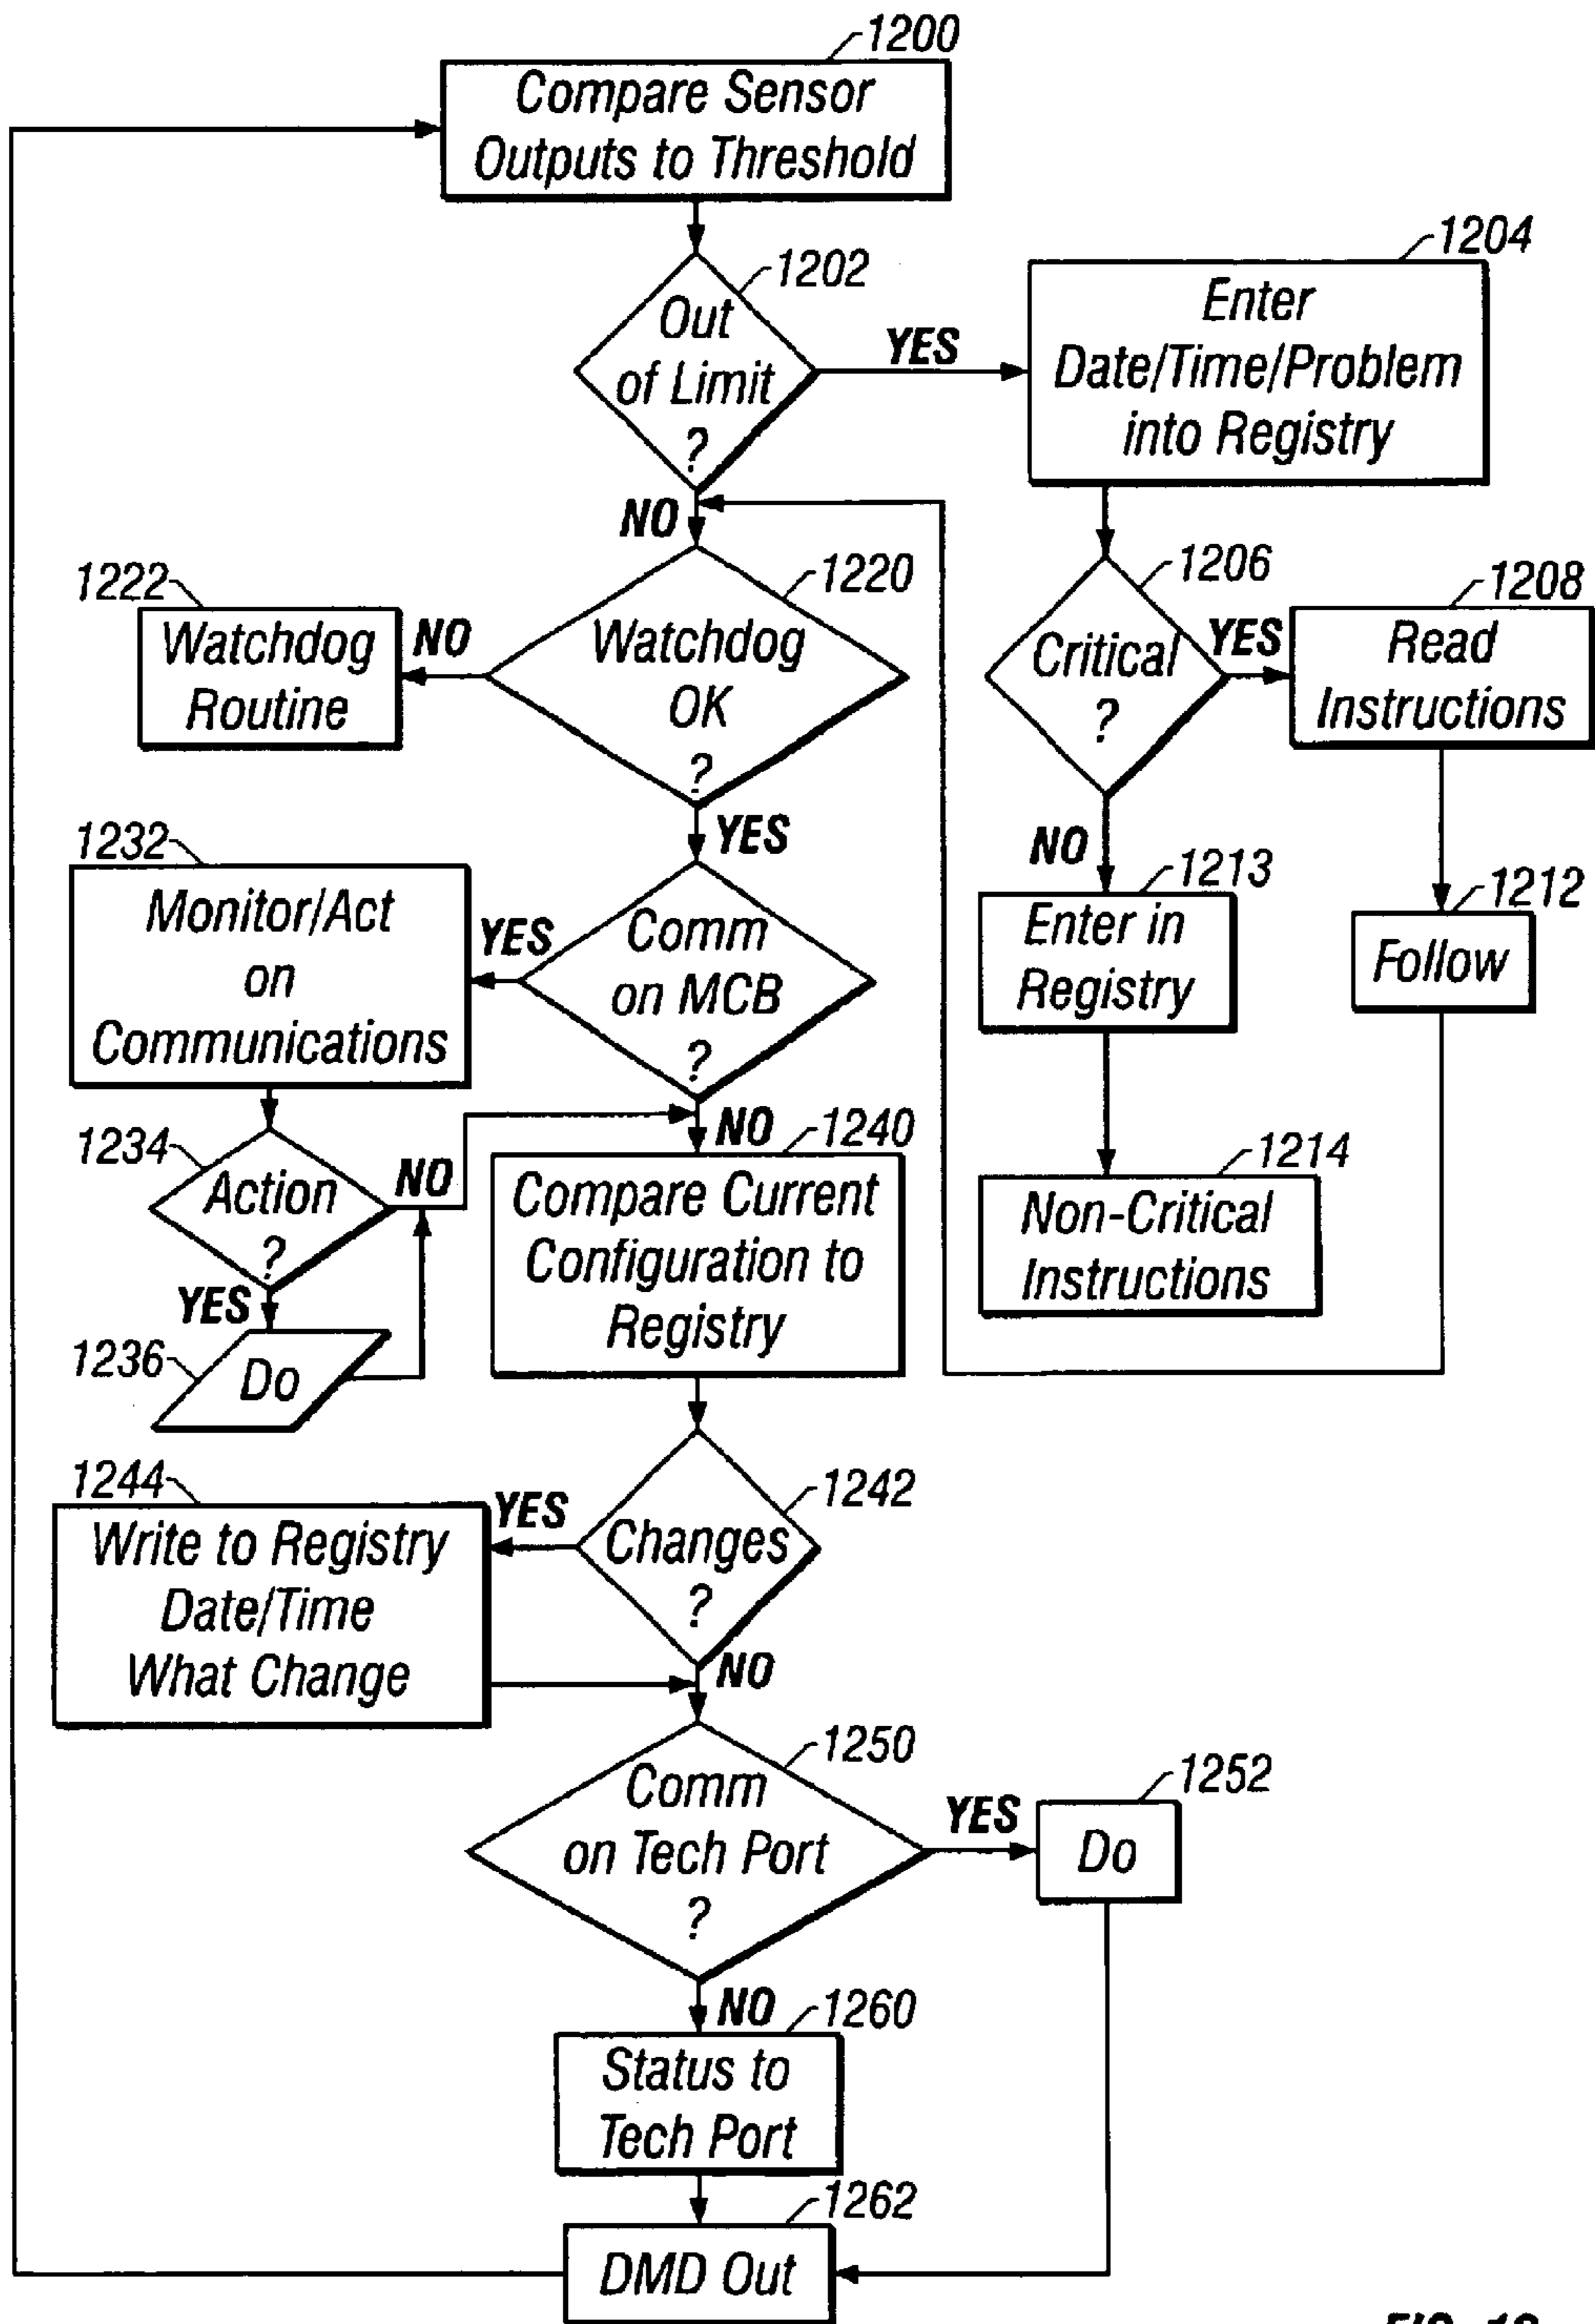 1200
Compare Sensor
Outputs to Threshold
1202
Out
of Limit
?
YES
1204
Enter
Date/Time/Problem
into Registry
NO
1206
Critical
?
YES
1208
Read
Instructions
1212
Follow
NO
1213
Enter in
Registry
1214
Non-Critical
Instructions
1220
Watchdog
OK
?
NO
1222
Watchdog
Routine
YES
Comm
on MCB
?
YES
1232
Monitor/Act
on
Communications
1234
Action
?
NO
YES
1236
Do
NO
1240
Compare Current
Configuration to
Registry
1242
Changes
?
YES
1244
Write to Registry
Date/Time
What Change
NO
1250
Comm
on Tech Port
?
YES
1252
Do
NO
1260
Status to
Tech Port
1262
DMD Out